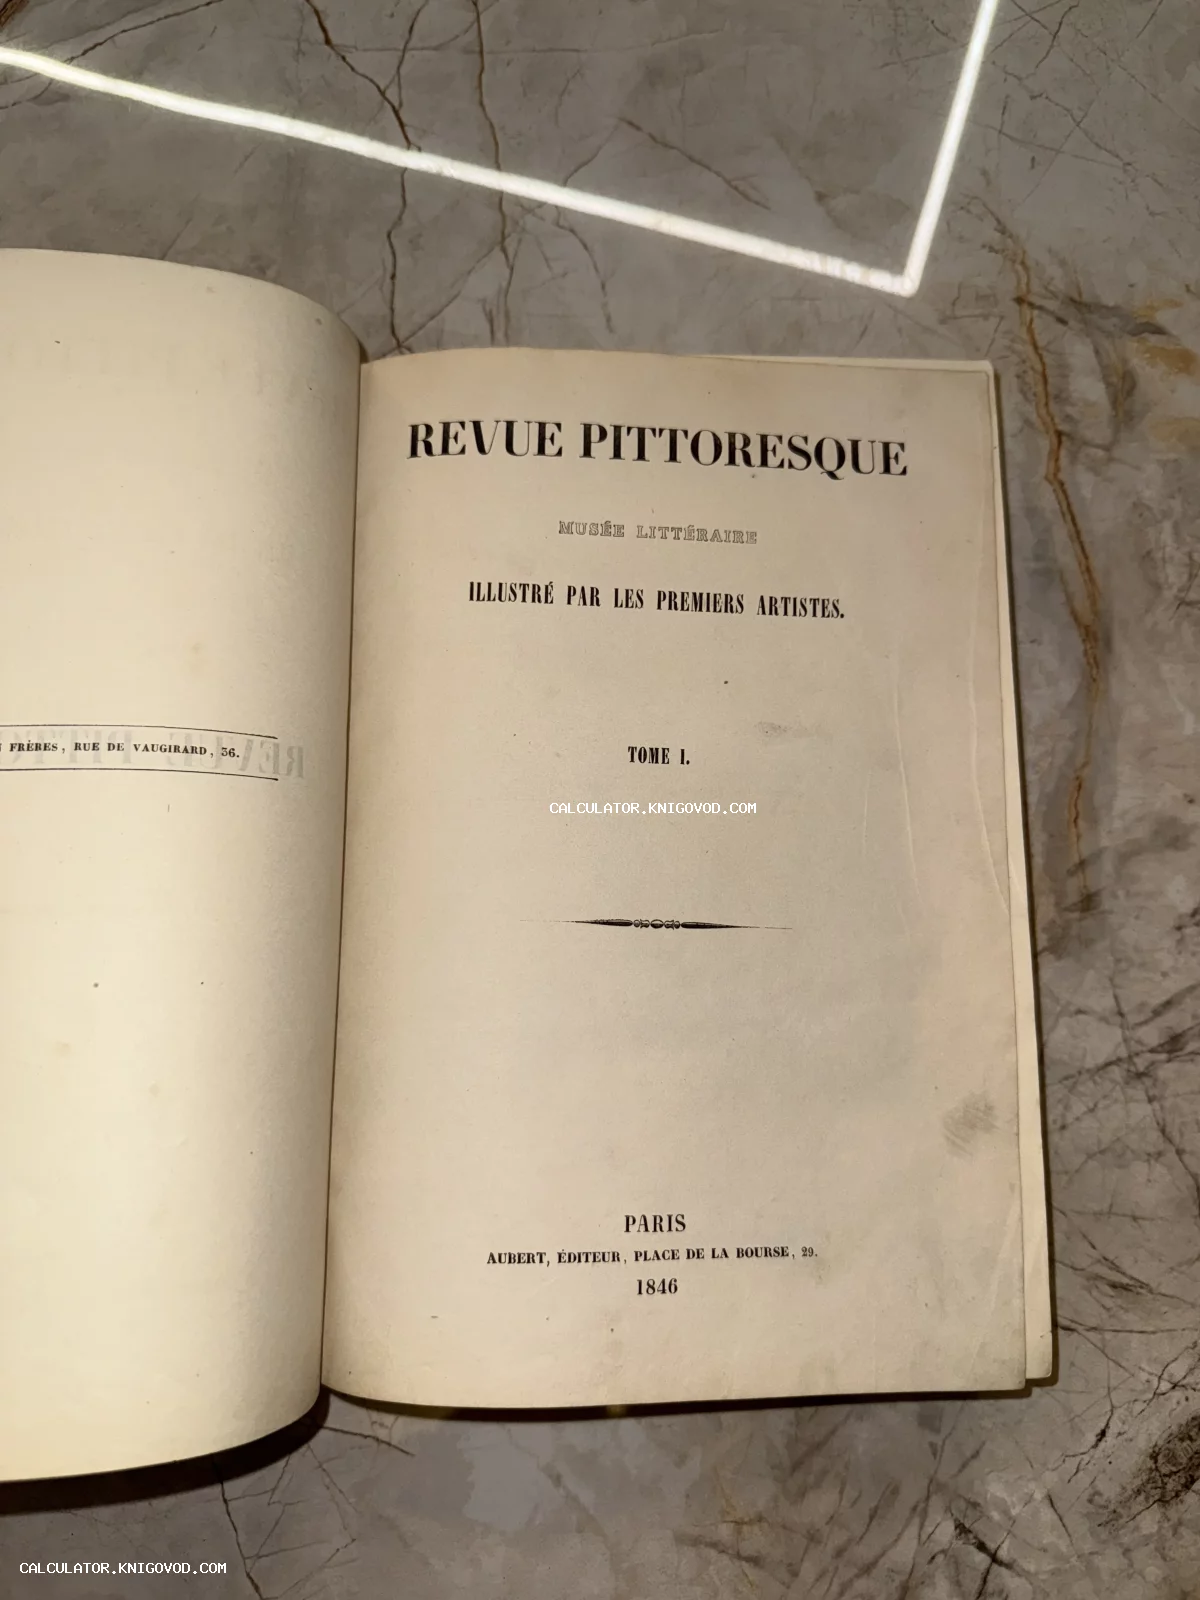 FRÈRES, RUE DE VAUGIRARD, 36.
REVUE PITTORESQUE
MUSÉE LITTÉRAIRE
ILLUSTRÉ PAR LES PREMIERS ARTISTES.
TOME I.
CALCULATOR.KNIGOVOD.COM
PARIS
AUBERT, ÉDITEUR, PLACE DE LA BOURSE, 29.
1846
CALCULATOR.KNIGOVOD.COM